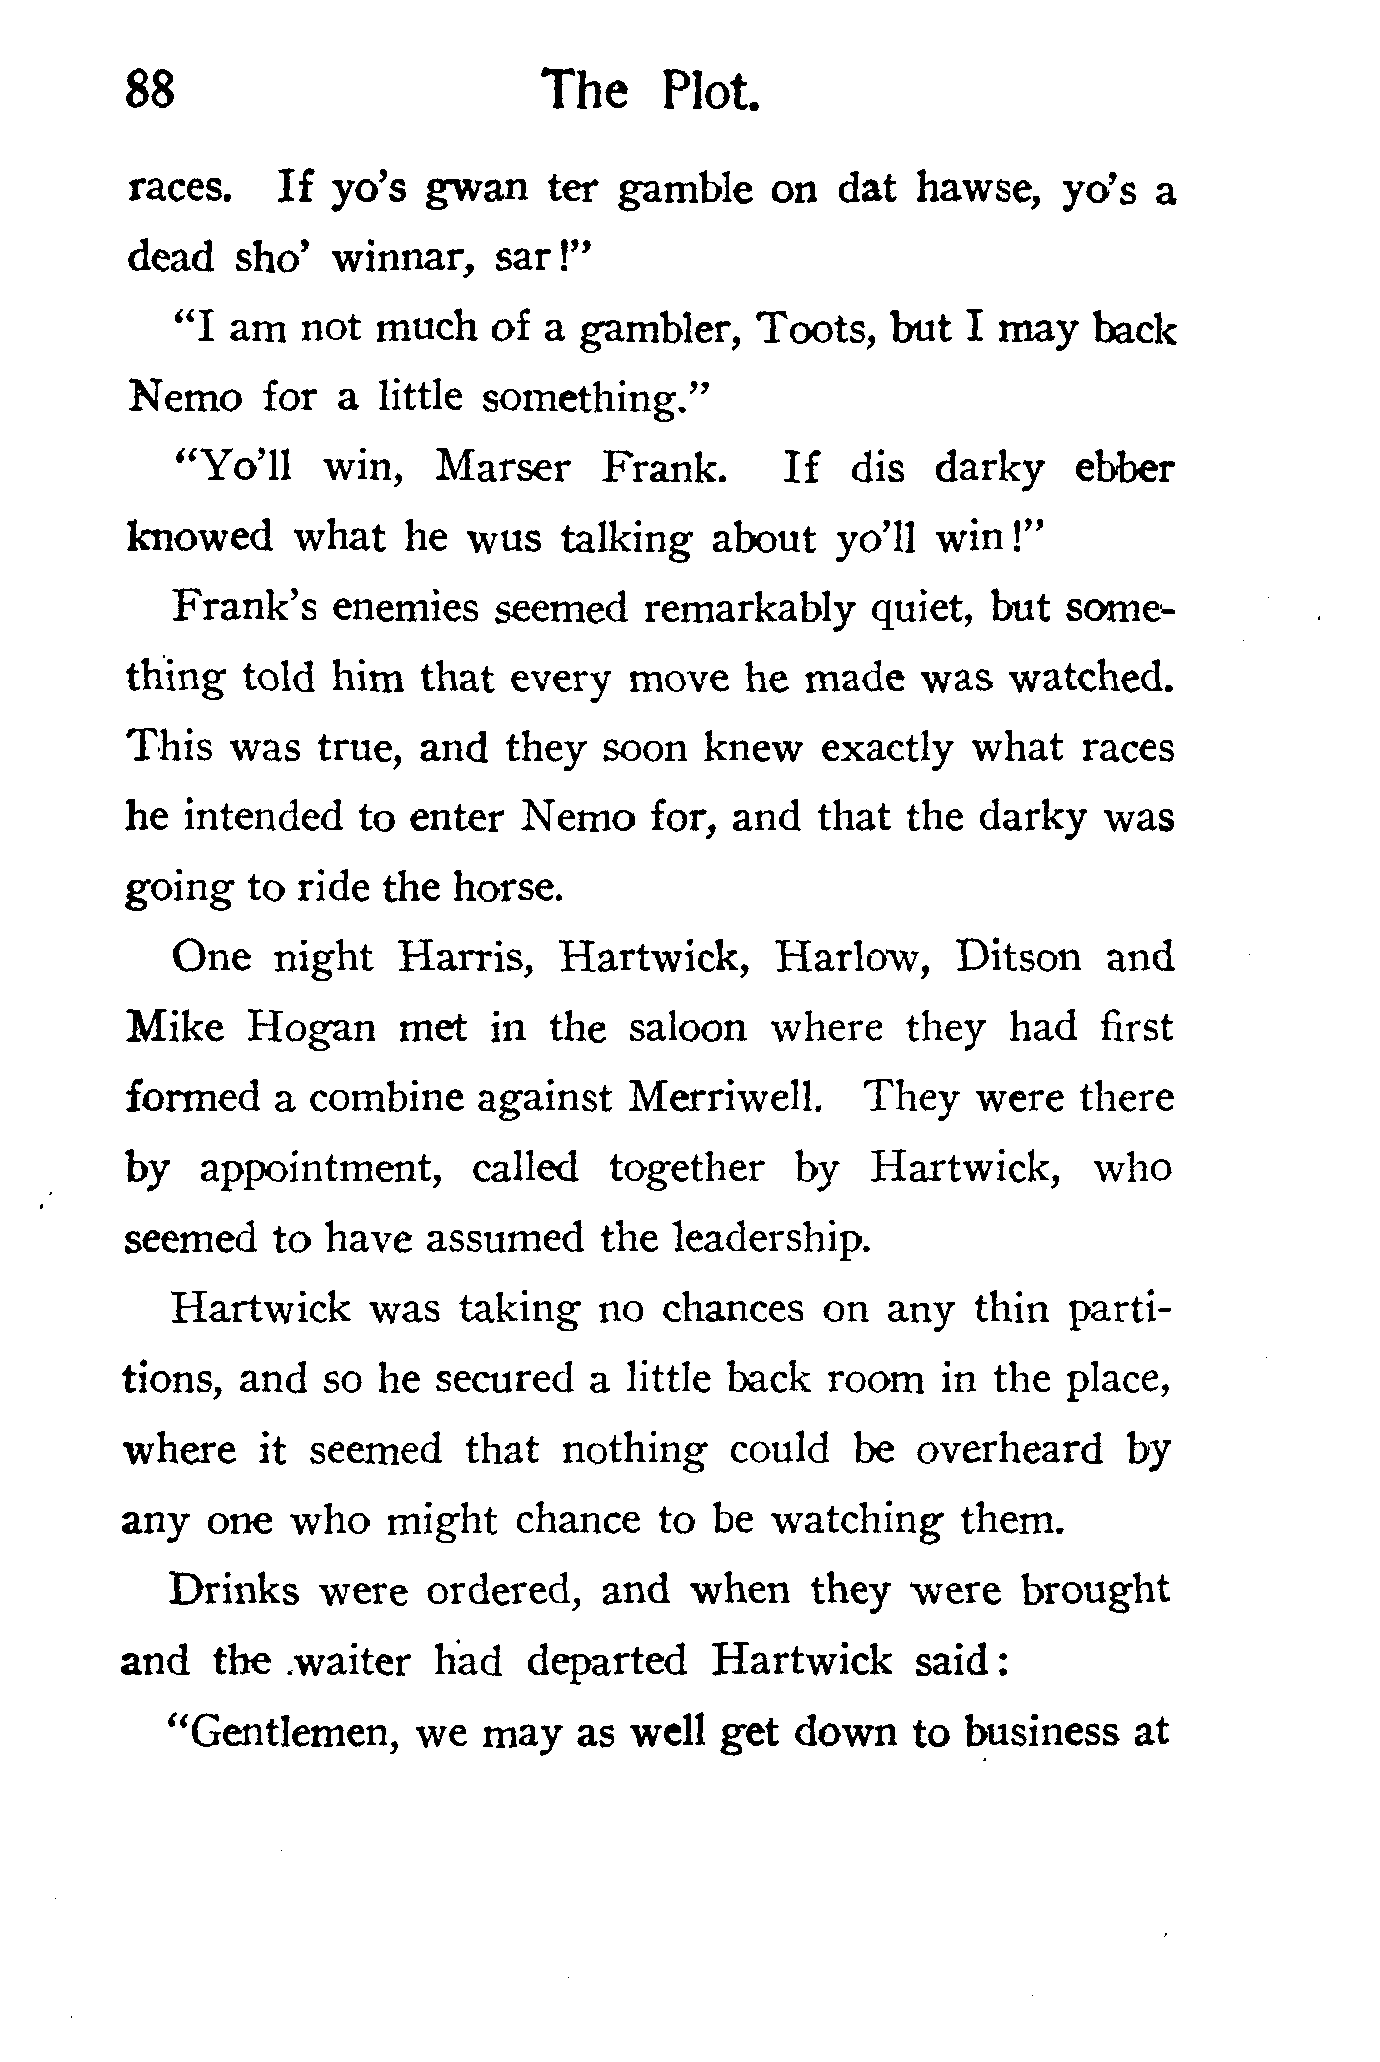 88 The Plot.
races. If yo's gwan ter gamble on dat hawse, yo's a
dead sho' winnar, sar!"
"I am not much of a gambler, Toots, but I may back
Nemo for a little something."
"Yo'll win, Marser Frank. If dis darky ebber
knowed what he wus talking about yo'll win!"
Frank's enemies seemed remarkably quiet, but some-
thing told him that every move he made was watched.
This was true, and they soon knew exactly what races
he intended to enter Nemo for, and that the darky was
going to ride the horse.
One night Harris, Hartwick, Harlow, Ditson and
Mike Hogan met in the saloon where they had first
formed a combine against Merriwell. They were there
by appointment, called together by Hartwick, who
seemed to have assumed the leadership.
Hartwick was taking no chances on any thin parti-
tions, and so he secured a little back room in the place,
where it seemed that nothing could be overheard by
any one who might chance to be watching them.
Drinks were ordered, and when they were brought
and the waiter had departed Hartwick said:
"Gentlemen, we may as well get down to business at